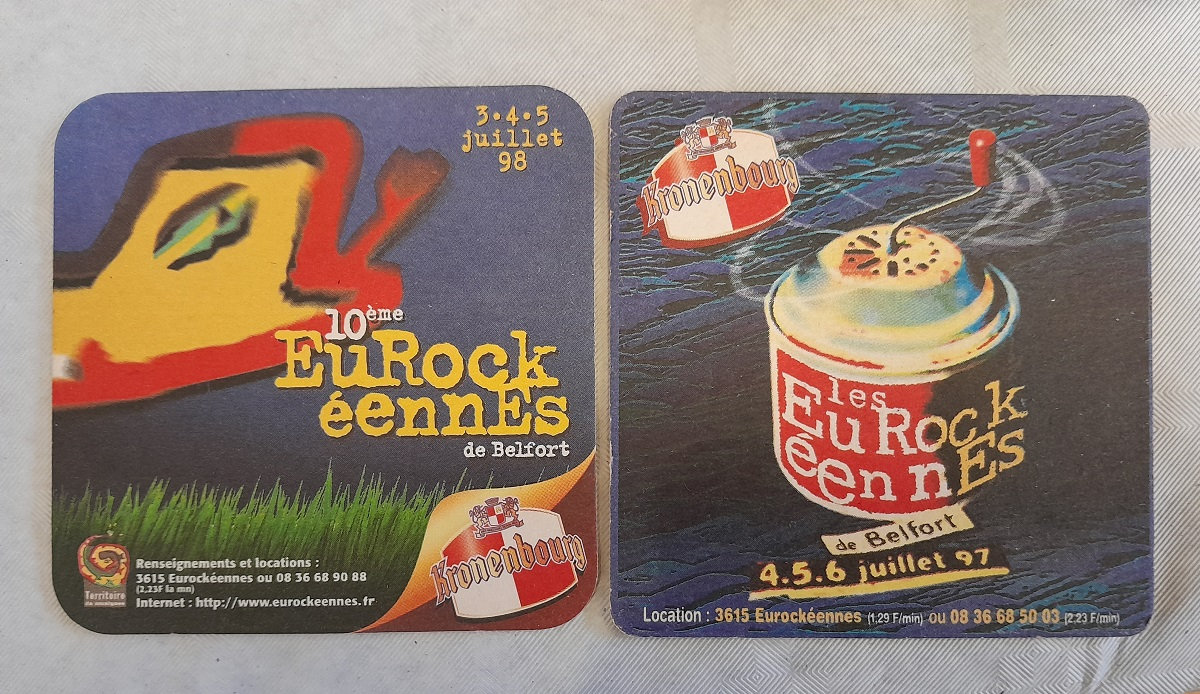 3•4•5
juillet
98
10ème
EuRock
éennEs
de Belfort
Kronenbourg
Territoire
de musiques
Renseignements et locations :
3615 Eurockéennes ou 08 36 68 90 88
(2,23F la mn)
Internet : http://www.eurockeennes.fr
Kronenbourg
les
EuRock
éennEs
de Belfort
4.5.6 juillet 97
Location : 3615 Eurockéennes (1,29 F/min) ou 08 36 68 50 03 (2,23 F/min)